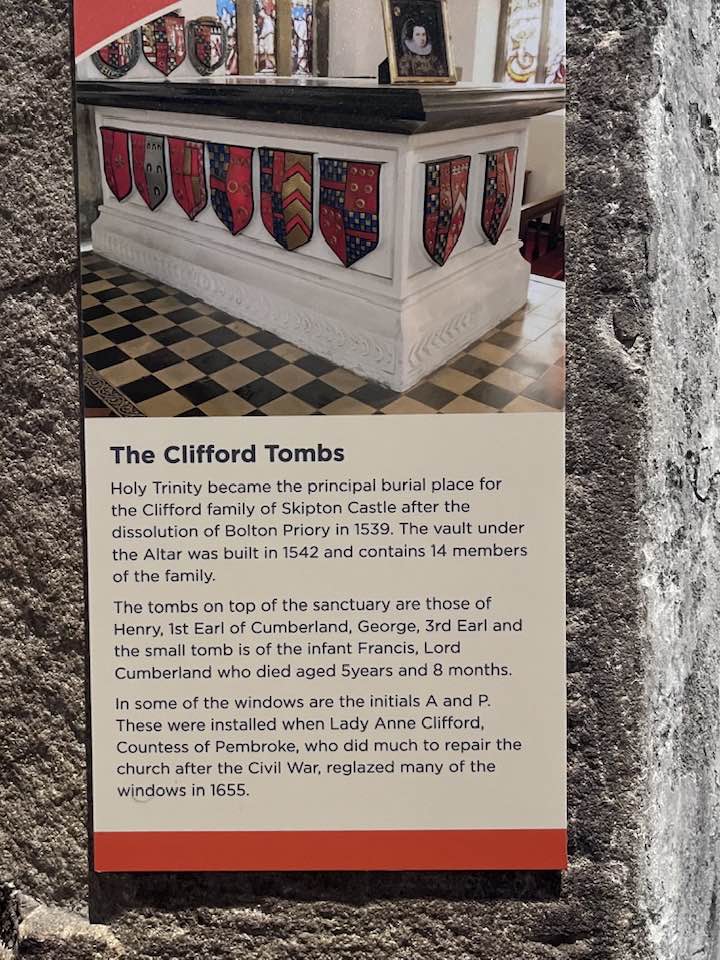 The Clifford Tombs
Holy Trinity became the principal burial place for
the Clifford family of Skipton Castle after the
dissolution of Bolton Priory in 1539. The vault under
the Altar was built in 1542 and contains 14 members
of the family.
The tombs on top of the sanctuary are those of
Henry, 1st Earl of Cumberland, George, 3rd Earl and
the small tomb is of the infant Francis, Lord
Cumberland who died aged 5years and 8 months.
In some of the windows are the initials A and P.
These were installed when Lady Anne Clifford,
Countess of Pembroke, who did much to repair the
church after the Civil War, reglazed many of the
windows in 1655.